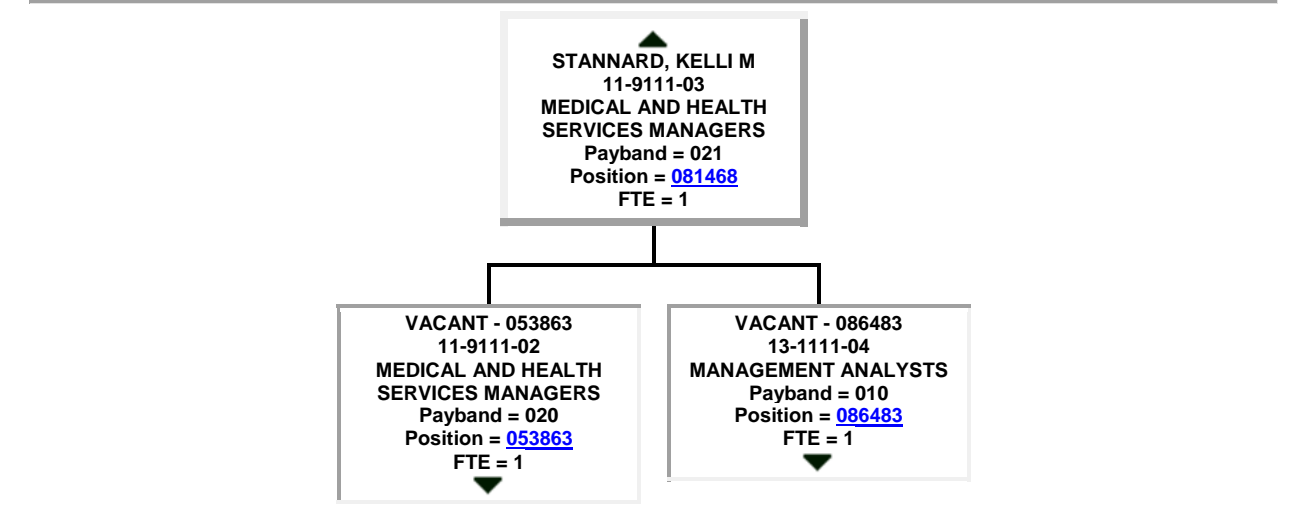 STANNARD, KELLI M
11-9111-03
MEDICAL AND HEALTH
SERVICES MANAGERS
Payband = 021
Position = 081468
FTE = 1
VACANT - 053863
11-9111-02
MEDICAL AND HEALTH
SERVICES MANAGERS
Payband = 020
Position = 053863
FTE = 1
VACANT - 086483
13-1111-04
MANAGEMENT ANALYSTS
Payband = 010
Position = 086483
FTE = 1